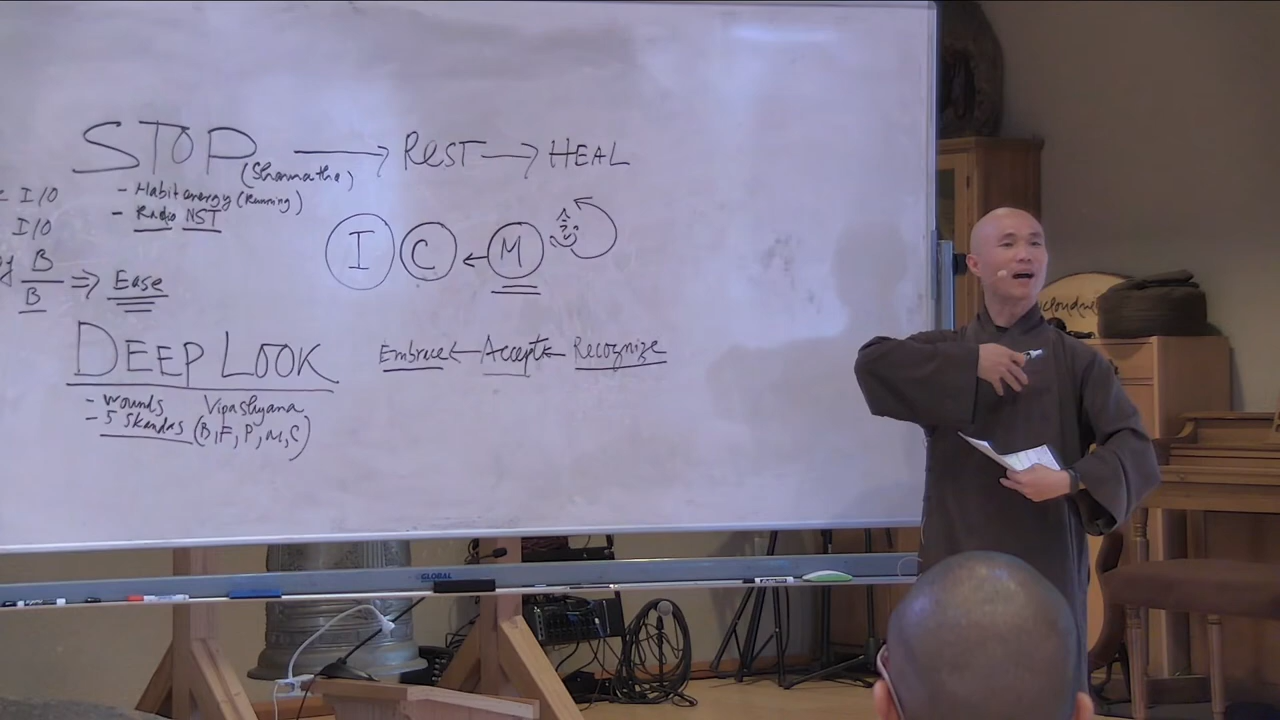 STOP → REST → HEAL
(Shamatha)
- Habit energy (Running)
- Radio NST
I/O
I/O
B
B ⇒ Ease
I C ← M
DEEP LOOK
Embrace ← Accept ← Recognize
- wounds Vipashyana
- 5 Skandas (B, F, P, M, C)
GLOBAL